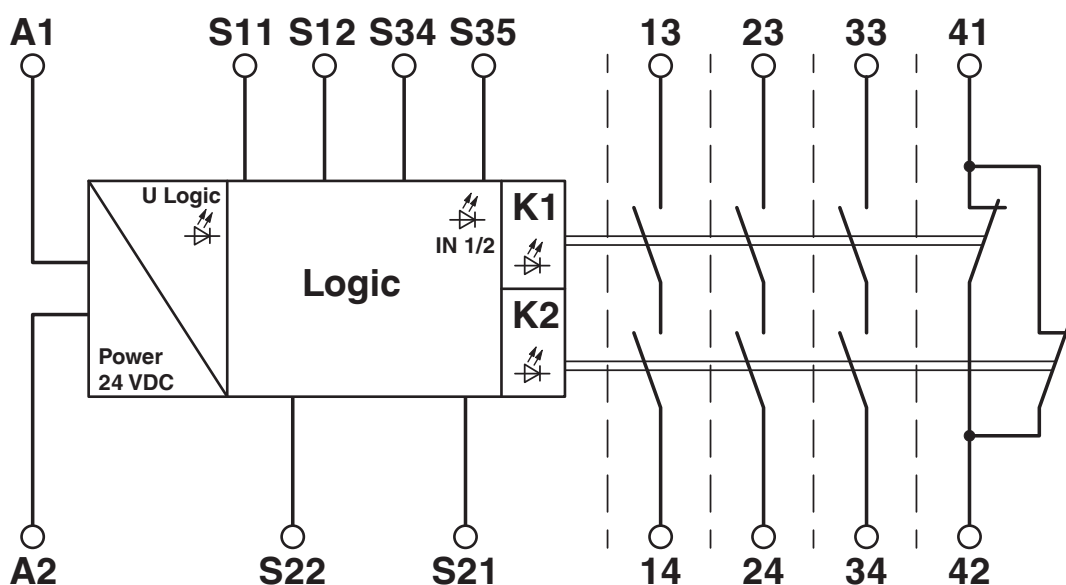 A1 S11 S12 S34 S35 13 23 33 41
U Logic
K1
IN 1/2
Logic
K2
Power
24 VDC
A2 S22 S21 14 24 34 42